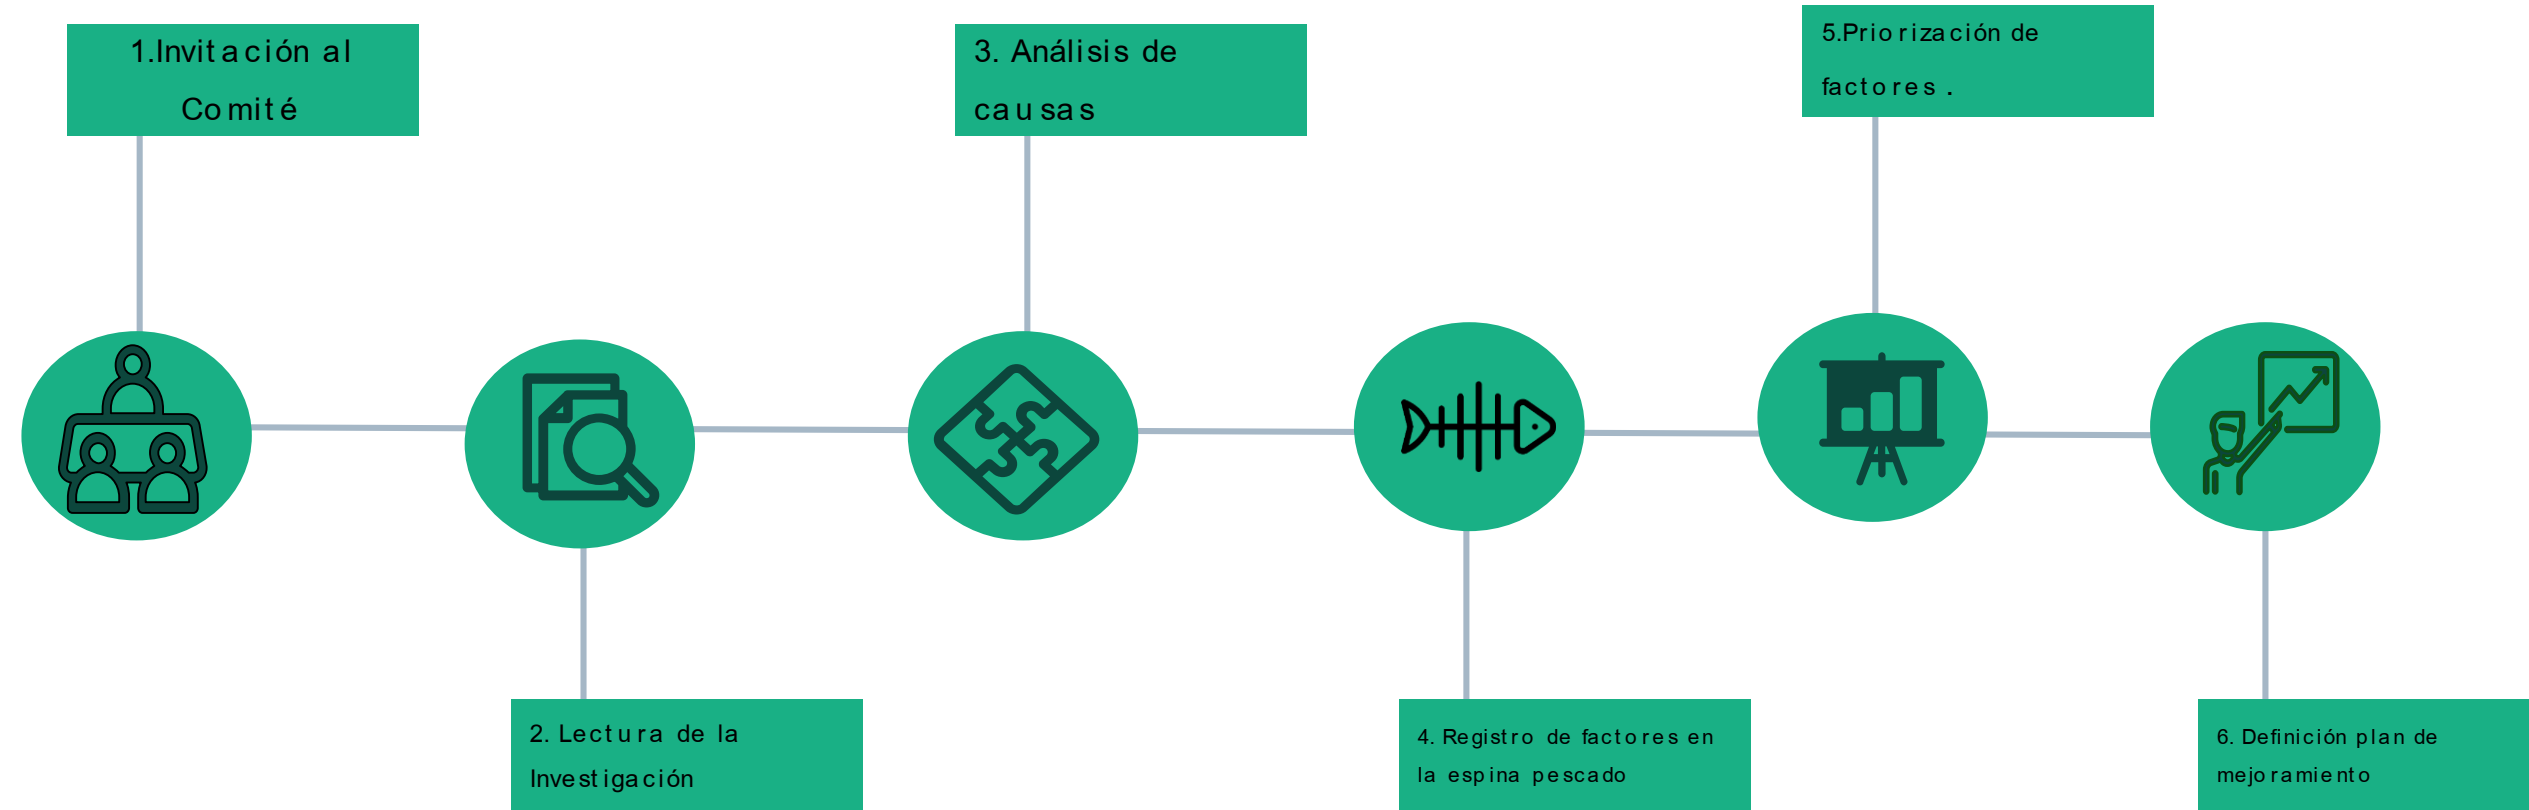 1.Invitación al
Comité
2. Lectura de la
Investigación
3. Análisis de
causas
4. Registro de factores en
la espina pescado
5.Priorización de
factores .
6. Definición plan de
mejoramiento